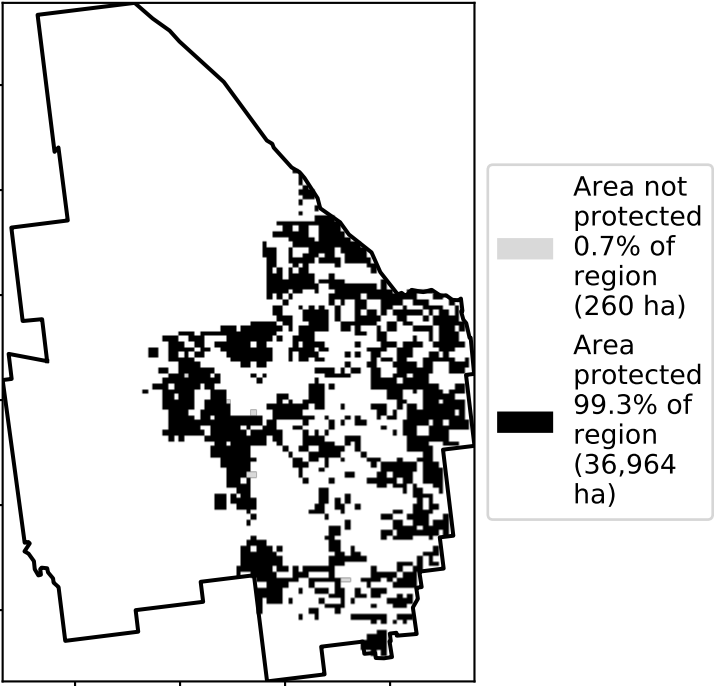 Area not
protected
0.7% of
region
(260 ha)
Area
protected
99.3% of
region
(36,964
ha)